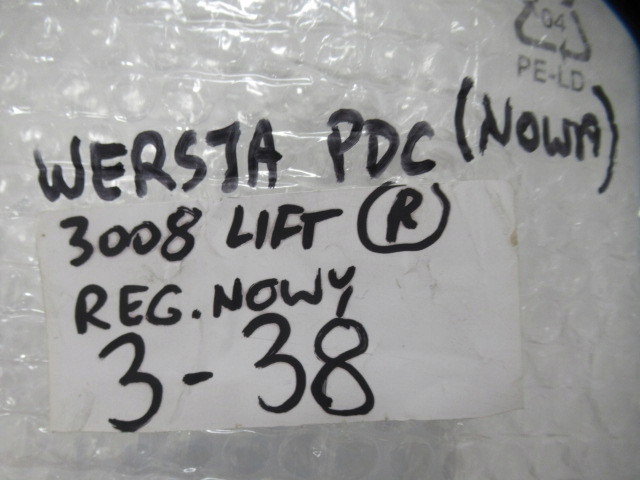 04
PE-LD
WERSJA PDC (NOWA)
3008 LIFT R
REG. NOWY
3-38